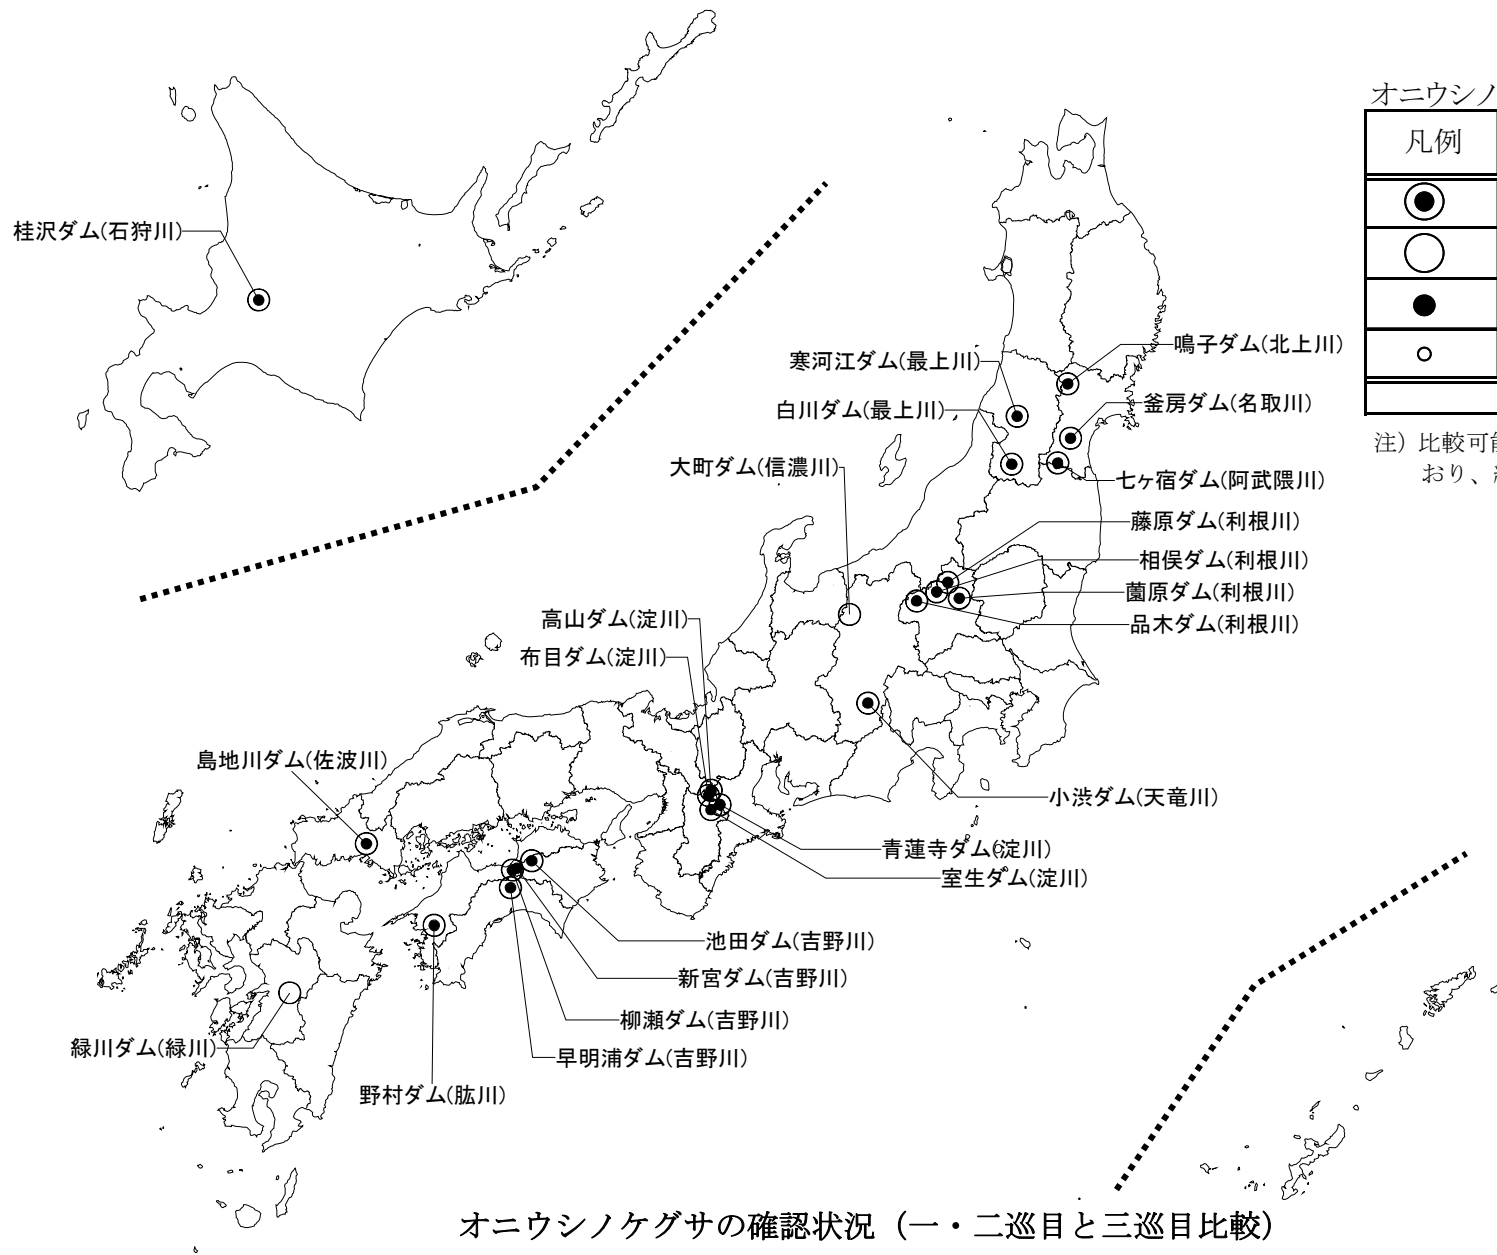 オニウシノ
凡例
注）比較可能
おり、
桂沢ダム(石狩川)
鳴子ダム(北上川)
寒河江ダム(最上川)
釜房ダム(名取川)
白川ダム(最上川)
大町ダム(信濃川)
七ヶ宿ダム(阿武隈川)
藤原ダム(利根川)
相俣ダム(利根川)
薗原ダム(利根川)
品木ダム(利根川)
高山ダム(淀川)
布目ダム(淀川)
島地川ダム(佐波川)
小渋ダム(天竜川)
青蓮寺ダム(淀川)
室生ダム(淀川)
池田ダム(吉野川)
新宮ダム(吉野川)
柳瀬ダム(吉野川)
早明浦ダム(吉野川)
緑川ダム(緑川)
野村ダム(肱川)
オニウシノケグサの確認状況（一・二巡目と三巡目比較）